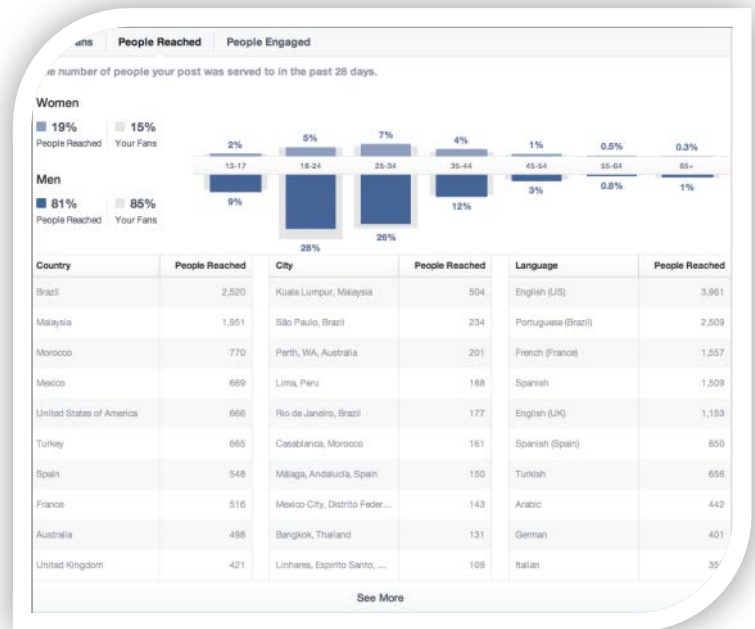 People Reached People Engaged
number of people your post was served to in the past 28 days.
Women
19% 15%
People Reached Your Fans
2% 5% 7% 4% 1% 0.5% 0.3%
13-17 18-24 25-34 35-44 45-54 55-64 65+
Men
81% 85%
People Reached Your Fans
9% 28% 26% 12% 3% 0.8% 1%
Country People Reached City People Reached Language People Reached
Brazil 2,520 Kuala Lumpur, Malaysia 504 English (US) 3,961
Malaysia 1,951 São Paulo, Brazil 234 Portuguese (Brazil) 2,509
Morocco 770 Perth, WA, Australia 201 French (France) 1,557
Mexico 669 Lima, Peru 188 Spanish 1,509
United States of America 666 Rio de Janeiro, Brazil 177 English (UK) 1,153
Turkey 665 Casablanca, Morocco 161 Spanish (Spain) 850
Spain 548 Málaga, Andalucía, Spain 150 Turkish 656
France 516 Mexico City, Distrito Feder... 143 Arabic 442
Australia 498 Bangkok, Thailand 131 German 401
United Kingdom 421 Linhares, Espirito Santo, ... 109 Italian
See More